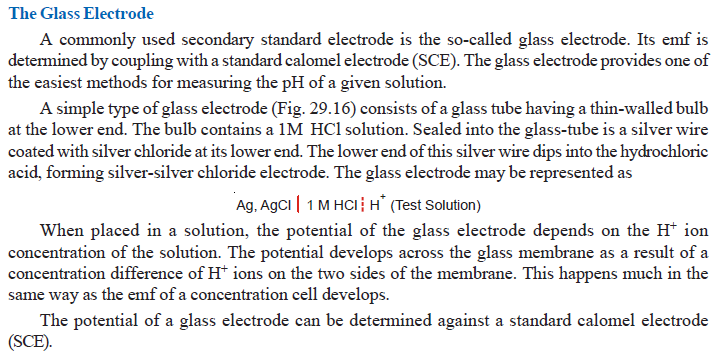 The Glass Electrode
A commonly used secondary standard electrode is the so-called glass electrode. Its emf is
determined by coupling with a standard calomel electrode (SCE). The glass electrode provides one of
the easiest methods for measuring the pH of a given solution.
A simple type of glass electrode (Fig. 29.16) consists of a glass tube having a thin-walled bulb
at the lower end. The bulb contains a 1M HCl solution. Sealed into the glass-tube is a silver wire
coated with silver chloride at its lower end. The lower end of this silver wire dips into the hydrochloric
acid, forming silver-silver chloride electrode. The glass electrode may be represented as
Ag, AgCl | 1 M HCl ¦ H⁺ (Test Solution)
When placed in a solution, the potential of the glass electrode depends on the H⁺ ion
concentration of the solution. The potential develops across the glass membrane as a result of a
concentration difference of H⁺ ions on the two sides of the membrane. This happens much in the
same way as the emf of a concentration cell develops.
The potential of a glass electrode can be determined against a standard calomel electrode
(SCE).